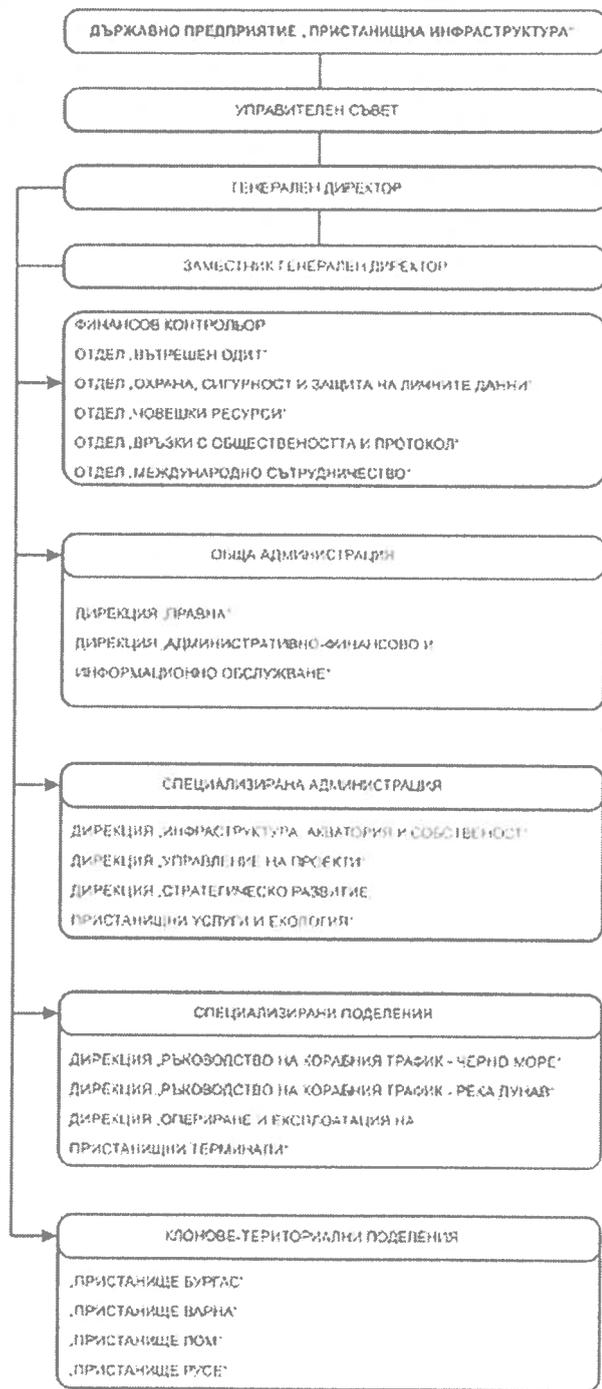 ДЪРЖАВНО ПРЕДПРИЯТИЕ „ПРИСТАНИЩНА ИНФРАСТРУКТУРА“
УПРАВИТЕЛЕН СЪВЕТ
ГЕНЕРАЛЕН ДИРЕКТОР
ЗАМЕСТНИК ГЕНЕРАЛЕН ДИРЕКТОР
ФИНАНСОВ КОНТРОЛЬОР
ОТДЕЛ „ВЪТРЕШЕН ОДИТ“
ОТДЕЛ „ОХРАНА, СИГУРНОСТ И ЗАЩИТА НА ЛИЧНИТЕ ДАННИ“
ОТДЕЛ „ЧОВЕШКИ РЕСУРСИ“
ОТДЕЛ „ВРЪЗКИ С ОБЩЕСТВЕНОСТТА И ПРОТОКОЛ“
ОТДЕЛ „МЕЖДУНАРОДНО СЪТРУДНИЧЕСТВО“
ОБЩА АДМИНИСТРАЦИЯ
ДИРЕКЦИЯ „ПРАВНА“
ДИРЕКЦИЯ „АДМИНИСТРАТИВНО-ФИНАНСОВО И
ИНФОРМАЦИОННО ОБСЛУЖВАНЕ“
СПЕЦИАЛИЗИРАНА АДМИНИСТРАЦИЯ
ДИРЕКЦИЯ „ИНФРАСТРУКТУРА, АКВАТОРИЯ И СОБСТВЕНОСТ“
ДИРЕКЦИЯ „УПРАВЛЕНИЕ НА ПРОЕКТИ“
ДИРЕКЦИЯ „СТРАТЕГИЧЕСКО РАЗВИТИЕ,
ПРИСТАНИЩНИ УСЛУГИ И ЕКОЛОГИЯ“
СПЕЦИАЛИЗИРАНИ ПОДЕЛЕНИЯ
ДИРЕКЦИЯ „РЪКОВОДСТВО НА КОРАБНИЯ ТРАФИК - ЧЕРНО МОРЕ“
ДИРЕКЦИЯ „РЪКОВОДСТВО НА КОРАБНИЯ ТРАФИК - РЕКА ДУНАВ“
ДИРЕКЦИЯ „ОПЕРИРАНЕ И ЕКСПЛОАТАЦИЯ НА
ПРИСТАНИЩНИ ТЕРМИНАЛИ“
КЛОНОВЕ-ТЕРИТОРИАЛНИ ПОДЕЛЕНИЯ
„ПРИСТАНИЩЕ БУРГАС“
„ПРИСТАНИЩЕ ВАРНА“
„ПРИСТАНИЩЕ ЛОМ“
„ПРИСТАНИЩЕ РУСЕ“